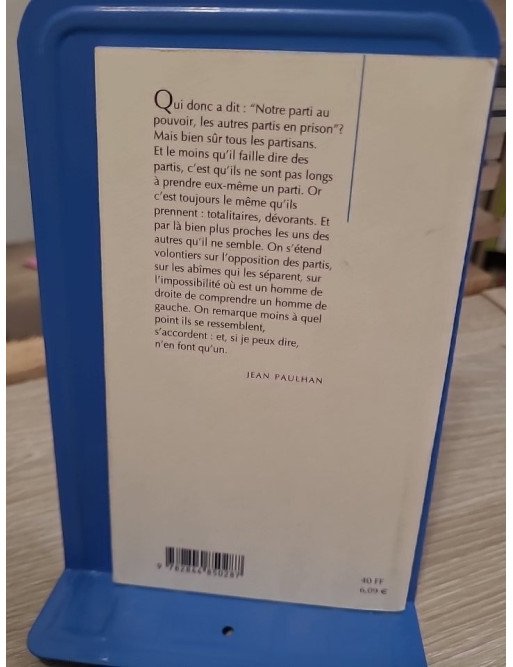 Qui donc a dit : "Notre parti au
pouvoir, les autres partis en prison"?
Mais bien sûr tous les partisans.
Et le moins qu'il faille dire des
partis, c'est qu'ils ne sont pas longs
à prendre eux-même un parti. Or
c'est toujours le même qu'ils
prennent : totalitaires, dévorants. Et
par là bien plus proches les uns des
autres qu'il ne semble. On s'étend
volontiers sur l'opposition des partis,
sur les abîmes qui les séparent, sur
l'impossibilité où est un homme de
droite de comprendre un homme de
gauche. On remarque moins à quel
point ils se ressemblent,
s'accordent : et, si je peux dire,
n'en font qu'un.
JEAN PAULHAN
9 782844 850287
40 FF
6,09 €